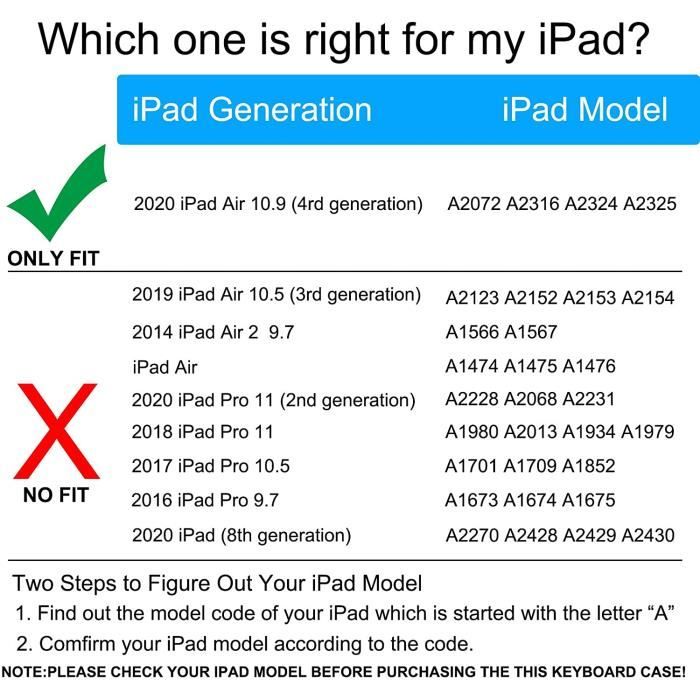 Which one is right for my iPad?
iPad Generation iPad Model
2020 iPad Air 10.9 (4rd generation) A2072 A2316 A2324 A2325
ONLY FIT
2019 iPad Air 10.5 (3rd generation) A2123 A2152 A2153 A2154
2014 iPad Air 2 9.7 A1566 A1567
iPad Air A1474 A1475 A1476
2020 iPad Pro 11 (2nd generation) A2228 A2068 A2231
2018 iPad Pro 11 A1980 A2013 A1934 A1979
2017 iPad Pro 10.5 A1701 A1709 A1852
NO FIT
2016 iPad Pro 9.7 A1673 A1674 A1675
2020 iPad (8th generation) A2270 A2428 A2429 A2430
Two Steps to Figure Out Your iPad Model
1. Find out the model code of your iPad which is started with the letter “A”
2. Comfirm your iPad model according to the code.
NOTE:PLEASE CHECK YOUR IPAD MODEL BEFORE PURCHASING THE THIS KEYBOARD CASE!